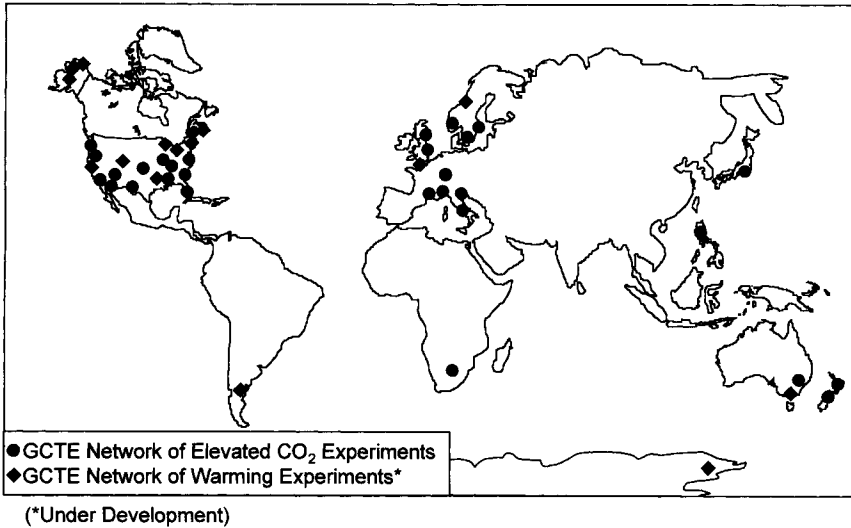 ● GCTE Network of Elevated CO₂ Experiments
◆ GCTE Network of Warming Experiments*
(*Under Development)